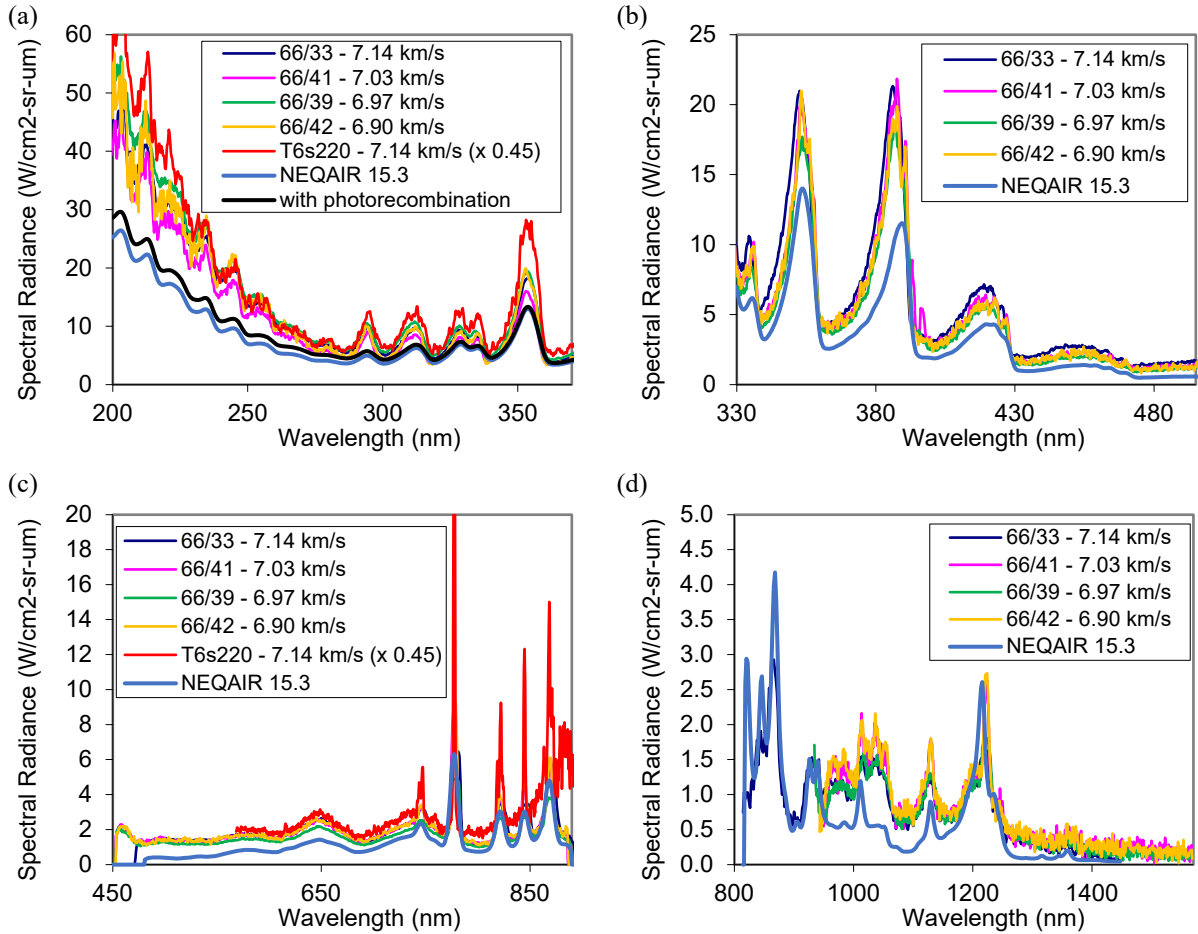 (a)
Spectral Radiance (W/cm2-sr-um)
60
50
40
30
20
10
0
66/33 - 7.14 km/s
66/41 - 7.03 km/s
66/39 - 6.97 km/s
66/42 - 6.90 km/s
T6s220 - 7.14 km/s (x 0.45)
NEQAIR 15.3
with photorecombination
200 250 300 350
Wavelength (nm)
(b)
Spectral Radiance (W/cm2-sr-um)
25
20
15
10
5
0
66/33 - 7.14 km/s
66/41 - 7.03 km/s
66/39 - 6.97 km/s
66/42 - 6.90 km/s
NEQAIR 15.3
330 380 430 480
Wavelength (nm)
(c)
Spectral Radiance (W/cm2-sr-um)
20
18
16
14
12
10
8
6
4
2
0
66/33 - 7.14 km/s
66/41 - 7.03 km/s
66/39 - 6.97 km/s
66/42 - 6.90 km/s
T6s220 - 7.14 km/s (x 0.45)
NEQAIR 15.3
450 650 850
Wavelength (nm)
(d)
Spectral Radiance (W/cm2-sr-um)
5.0
4.5
4.0
3.5
3.0
2.5
2.0
1.5
1.0
0.5
0.0
66/33 - 7.14 km/s
66/41 - 7.03 km/s
66/39 - 6.97 km/s
66/42 - 6.90 km/s
NEQAIR 15.3
800 1000 1200 1400
Wavelength (nm)